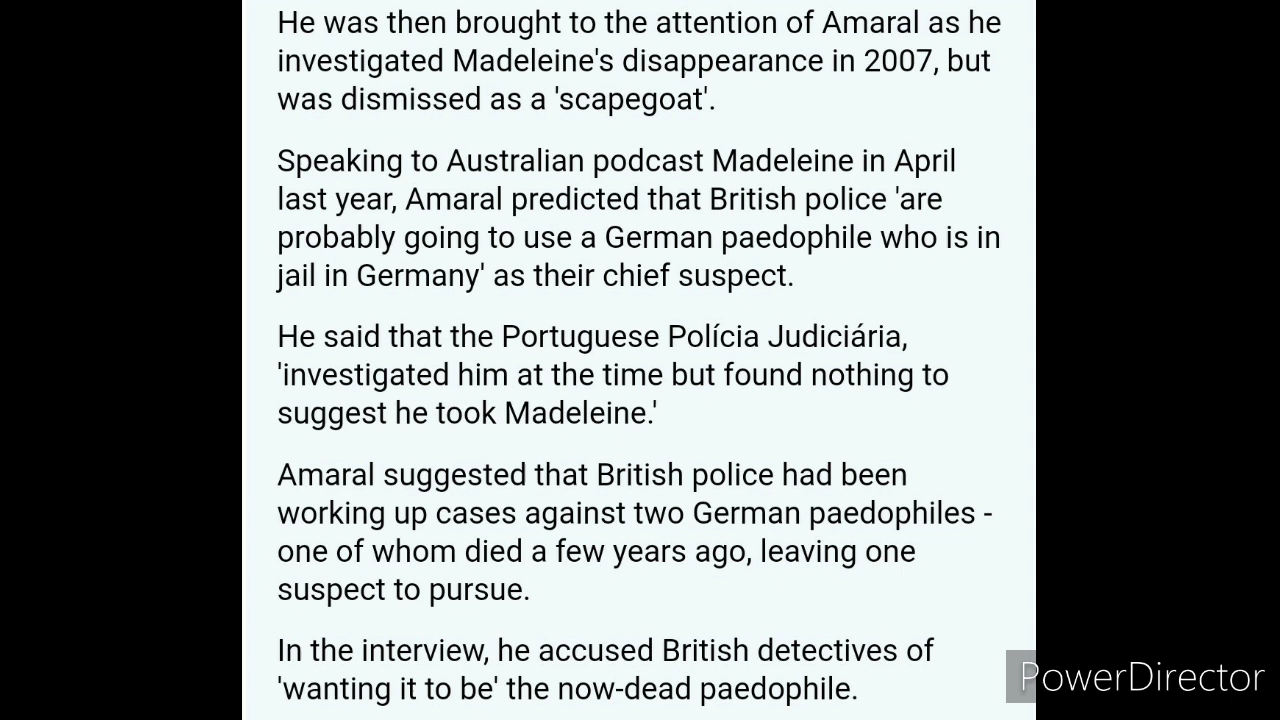 He was then brought to the attention of Amaral as he
investigated Madeleine's disappearance in 2007, but
was dismissed as a 'scapegoat'.
Speaking to Australian podcast Madeleine in April
last year, Amaral predicted that British police 'are
probably going to use a German paedophile who is in
jail in Germany' as their chief suspect.
He said that the Portuguese Polícia Judiciária,
'investigated him at the time but found nothing to
suggest he took Madeleine.'
Amaral suggested that British police had been
working up cases against two German paedophiles -
one of whom died a few years ago, leaving one
suspect to pursue.
In the interview, he accused British detectives of
'wanting it to be' the now-dead paedophile.
PowerDirector